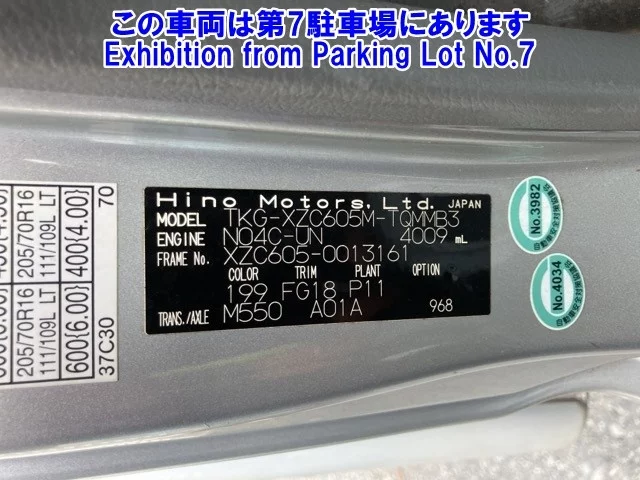 この車両は第7駐車場にあります
Exhibition from Parking Lot No.7
Hino Motors, Ltd. JAPAN
MODEL TKG-XZC605M-TQMMB3
ENGINE N04C-UN 4009 mL
FRAME No. XZC605-0013161
COLOR TRIM PLANT OPTION
199 FG18 P11
TRANS./AXLE M550 A01A 968
No.3982
No.4034
205/70R16
111/109L LT
400{4.00}
70
600{6.00}
205/70R16
111/109L LT
600{6.00}
37C30